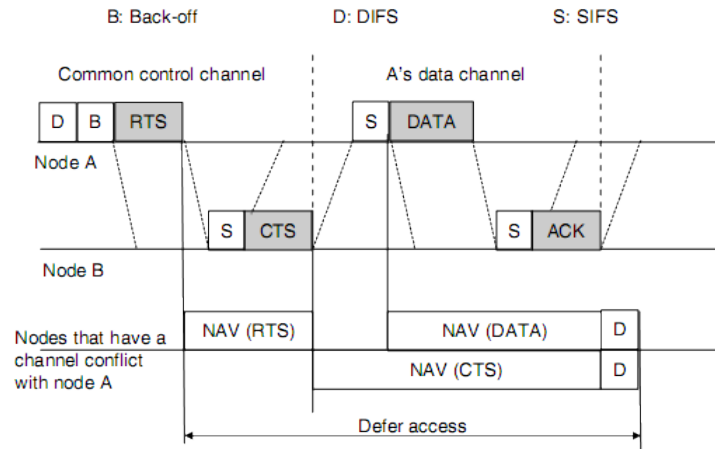 B: Back-off D: DIFS S: SIFS
Common control channel A's data channel
D B RTS S DATA
Node A
S CTS S ACK
Node B
NAV (RTS) NAV (DATA) D
Nodes that have a
channel conflict
with node A
NAV (CTS) D
Defer access